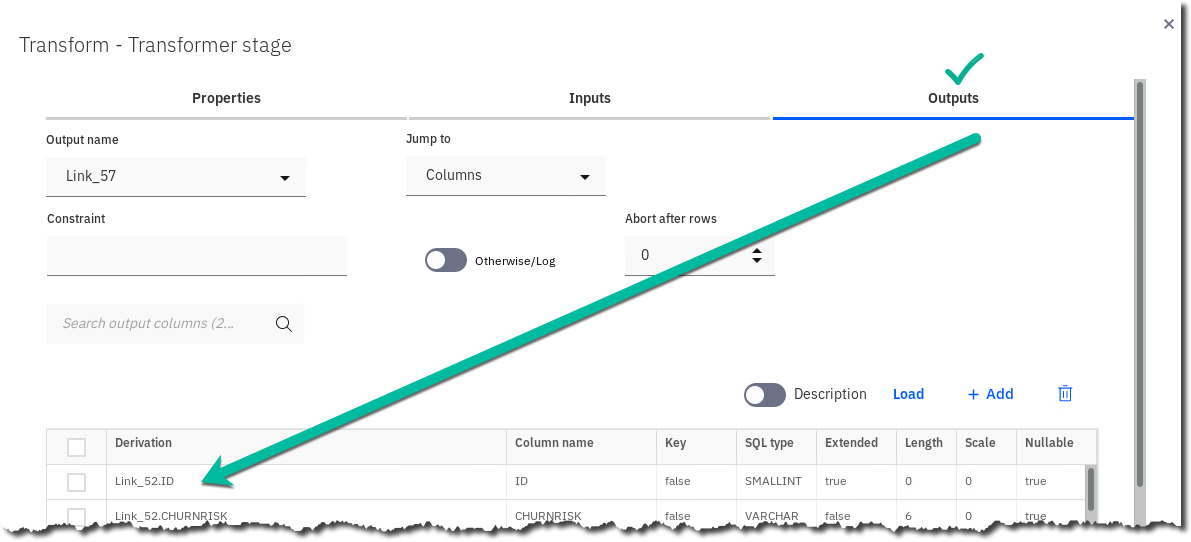 Transform - Transformer stage
Properties Inputs Outputs
Output name Jump to
Link_57 Columns
Constraint Abort after rows
Otherwise/Log 0
Search output columns (2...
Description Load + Add
Derivation Column name Key SQL type Extended Length Scale Nullable
Link_52.ID ID false SMALLINT true 0 0 true
Link_52.CHURNRISK CHURNRISK false VARCHAR false 6 0 true